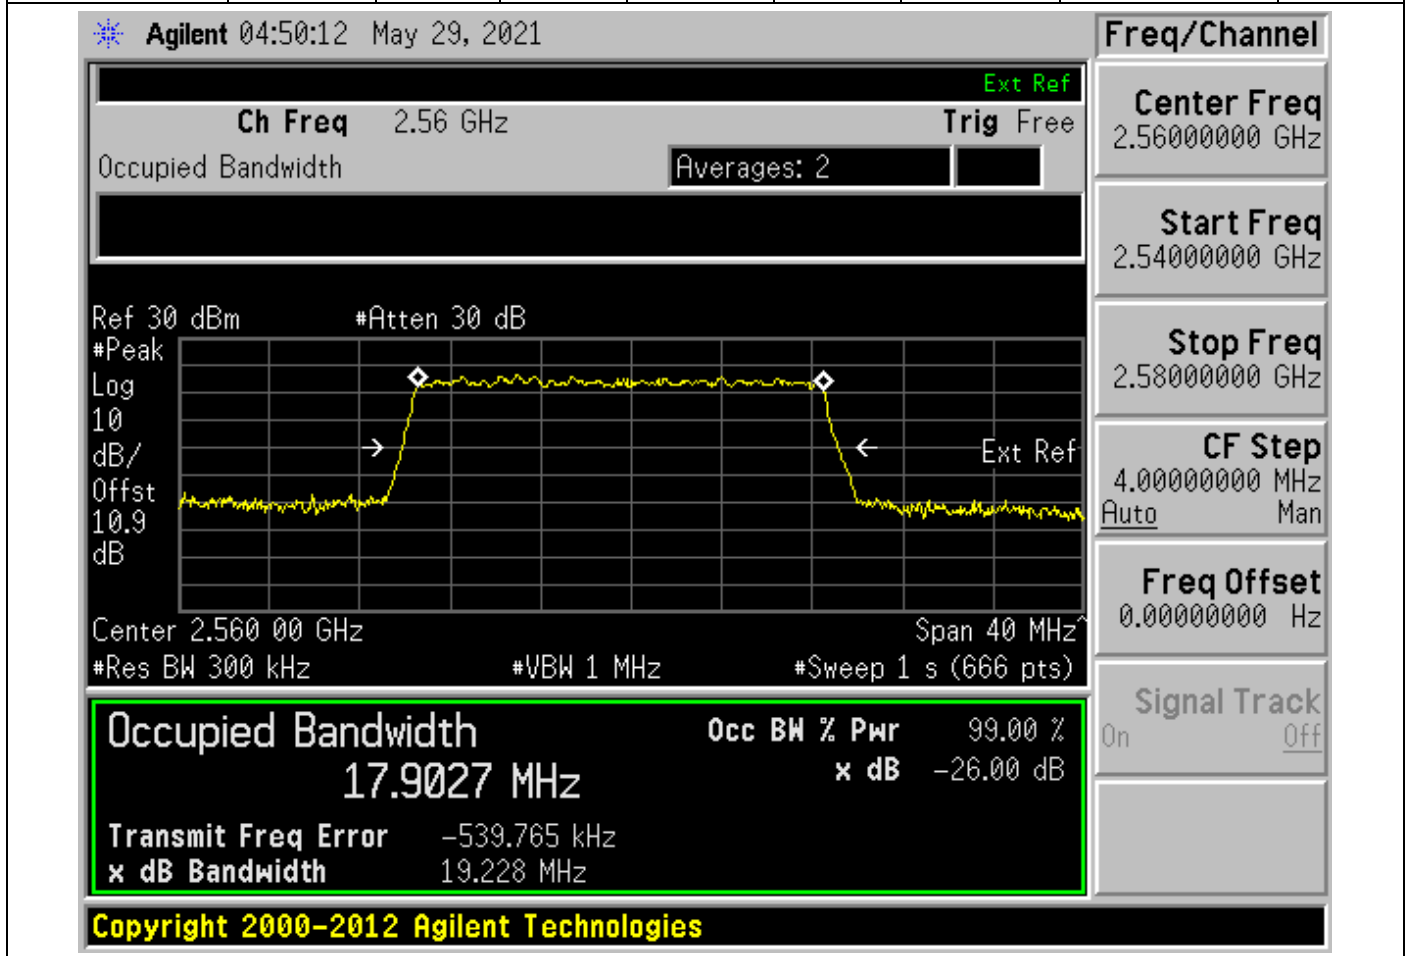 Agilent 04:50:12 May 29, 2021
Freq/Channel
Ext Ref
Ch Freq 2.56 GHz
Trig Free
Occupied Bandwidth
Averages: 2
Center Freq
2.56000000 GHz
Start Freq
2.54000000 GHz
Stop Freq
2.58000000 GHz
CF Step
4.00000000 MHz
Auto Man
Freq Offset
0.00000000 Hz
Signal Track
On Off
Ref 30 dBm #Atten 30 dB
#Peak
Log
10
dB/
Offst
10.9
dB
Ext Ref
Center 2.560 00 GHz Span 40 MHz^
#Res BW 300 kHz #VBW 1 MHz #Sweep 1 s (666 pts)
Occupied Bandwidth
17.9027 MHz
Occ BW % Pwr 99.00 %
x dB -26.00 dB
Transmit Freq Error -539.765 kHz
x dB Bandwidth 19.228 MHz
Copyright 2000-2012 Agilent Technologies